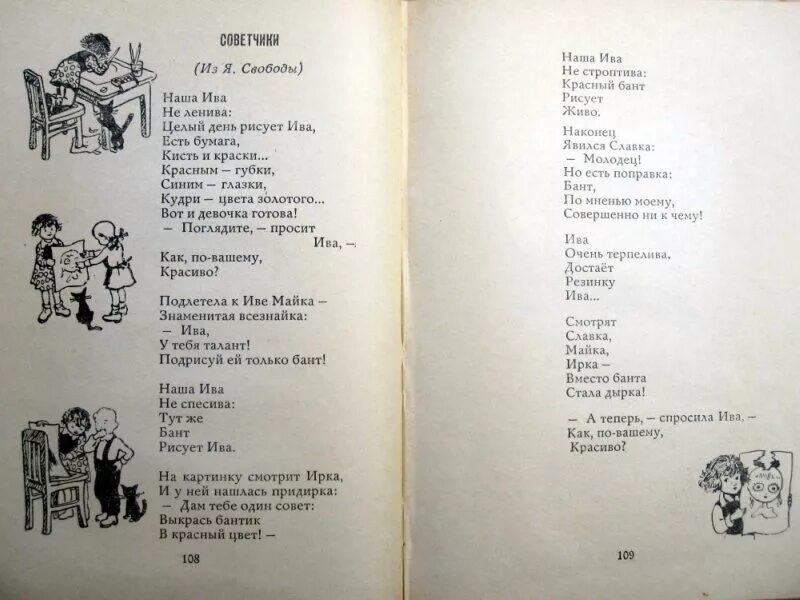 СОВЕТЧИКИ
(Из Я. Свободы)
Наша Ива
Не ленива:
Целый день рисует Ива,
Есть бумага,
Кисть и краски...
Красным — губки,
Синим — глазки,
Кудри — цвета золотого...
Вот и девочка готова!
— Поглядите, — просит
Ива, —
Как, по-вашему,
Красиво?
Подлетела к Иве Майка —
Знаменитая всезнайка:
— Ива,
У тебя талант!
Подрисуй ей только бант!
Наша Ива
Не спесива:
Тут же
Бант
Рисует Ива.
На картинку смотрит Ирка,
И у ней нашлась придирка:
— Дам тебе один совет:
Выкрась бантик
В красный цвет! —
108
Наша Ива
Не строптива:
Красный бант
Рисует
Живо.
Наконец
Явился Славка:
— Молодец!
Но есть поправка:
Бант,
По мненью моему,
Совершенно ни к чему!
Ива
Очень терпелива,
Достаёт
Резинку
Ива...
Смотрят
Славка,
Майка,
Ирка —
Вместо банта
Стала дырка!
— А теперь, — спросила Ива, —
Как, по-вашему,
Красиво?
109